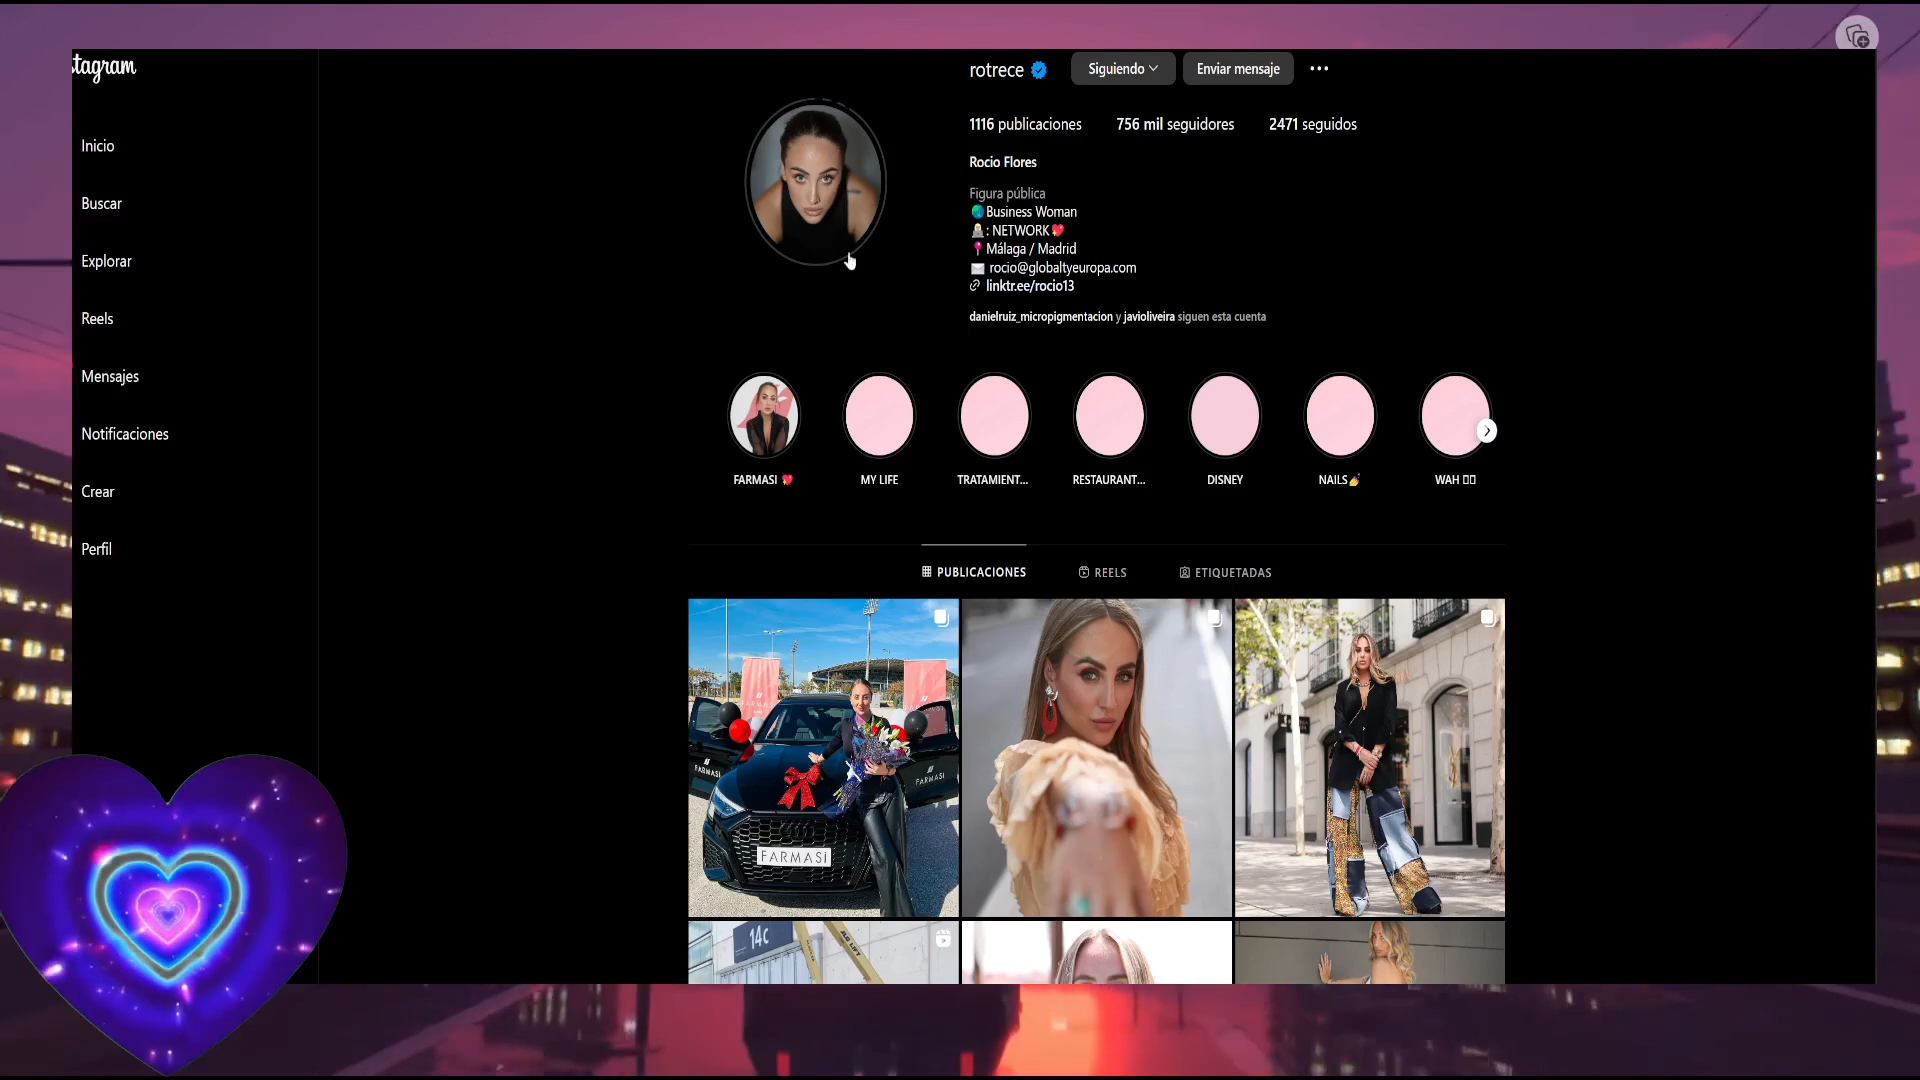 tagram
Inicio
Buscar
Explorar
Reels
Mensajes
Notificaciones
Crear
Perfil
rotrece
Siguiendo
Enviar mensaje
1116 publicaciones 756 mil seguidores 2471 seguidos
Rocio Flores
Figura pública
Business Woman
: NETWORK
Málaga / Madrid
rocio@globaltyeuropa.com
linktr.ee/rocio13
danielruiz_micropigmentacion y javioliveira siguen esta cuenta
FARMASI MY LIFE TRATAMIENT... RESTAURANT... DISNEY NAILS WAH
PUBLICACIONES REELS ETIQUETADAS
FARMASI
FARMASI
FARMASI
14c
JLG LIFT